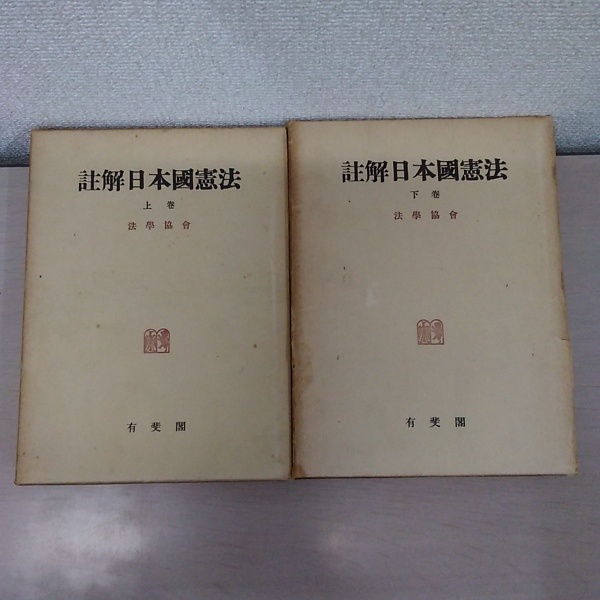 註解日本國憲法
上卷
法學協會
有斐閣
註解日本國憲法
下卷
法學協會
有斐閣